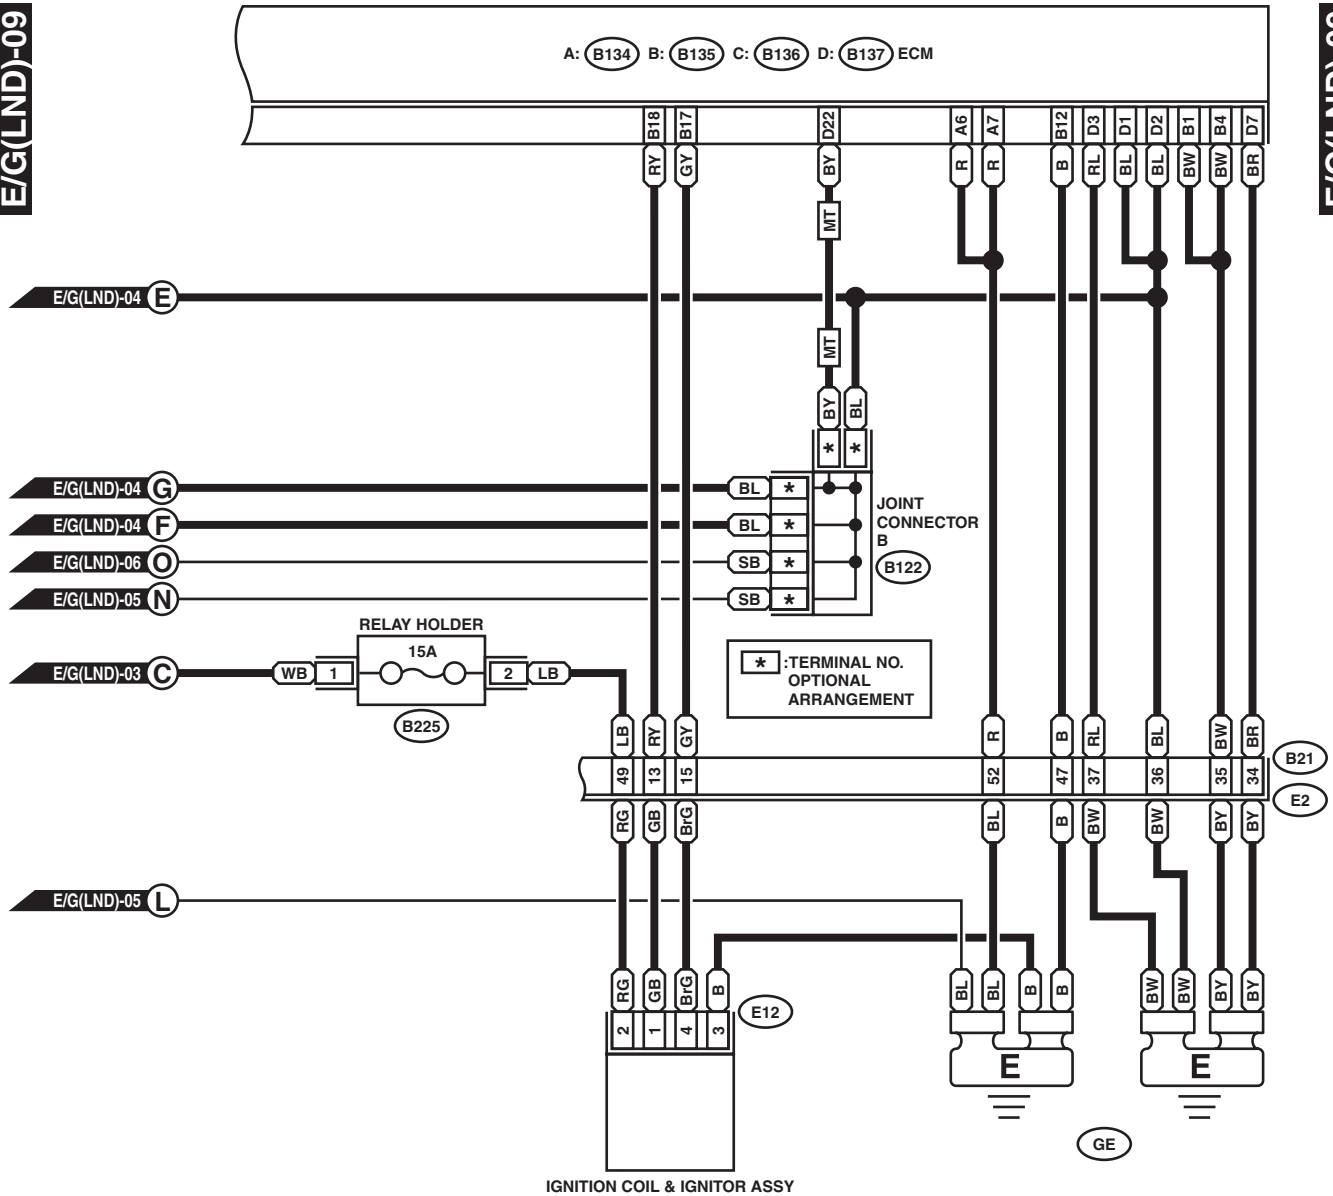 E/G(LND)-09
E/G(LND)-09
A: B134 B: B135 C: B136 D: B137 ECM
B18 B17 D22 A6 A7 B12 D3 D1 D2 B1 B4 D7
RY GY BY R R B RL BL BL BW BW BR
MT
E/G(LND)-04 E
MT
BY BL
* *
E/G(LND)-04 G BL *
JOINT
CONNECTOR
B
E/G(LND)-04 F BL *
E/G(LND)-06 O SB * B122
E/G(LND)-05 N SB *
RELAY HOLDER
15A
E/G(LND)-03 C WB 1 2 LB
B225
* :TERMINAL NO.
OPTIONAL
ARRANGEMENT
LB RY GY R B RL BL BW BR
49 13 15 52 47 37 36 35 34
B21
E2
RG GB BrG BL B BW BW BY BY
E/G(LND)-05 L
RG GB BrG B BL BL B B BW BW BY BY
E12
2 1 4 3
E E
GE
IGNITION COIL & IGNITOR ASSY